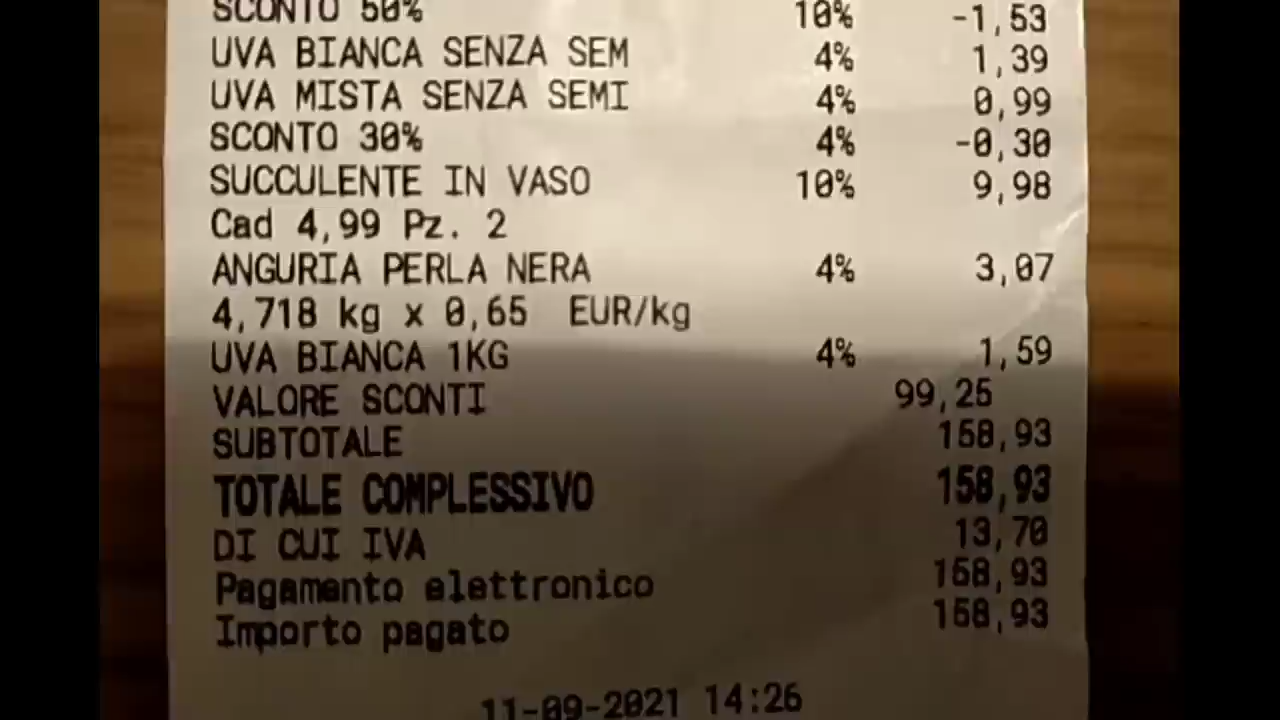 SCONTO 50% 10% -1,53
UVA BIANCA SENZA SEM 4% 1,39
UVA MISTA SENZA SEMI 4% 0,99
SCONTO 30% 4% -0,30
SUCCULENTE IN VASO 10% 9,98
Cad 4,99 Pz. 2
ANGURIA PERLA NERA 4% 3,07
4,718 kg x 0,65 EUR/kg
UVA BIANCA 1KG 4% 1,59
VALORE SCONTI 99,25
SUBTOTALE 158,93
TOTALE COMPLESSIVO 158,93
DI CUI IVA 13,70
Pagamento elettronico 158,93
Importo pagato 158,93
11-09-2021 14:26